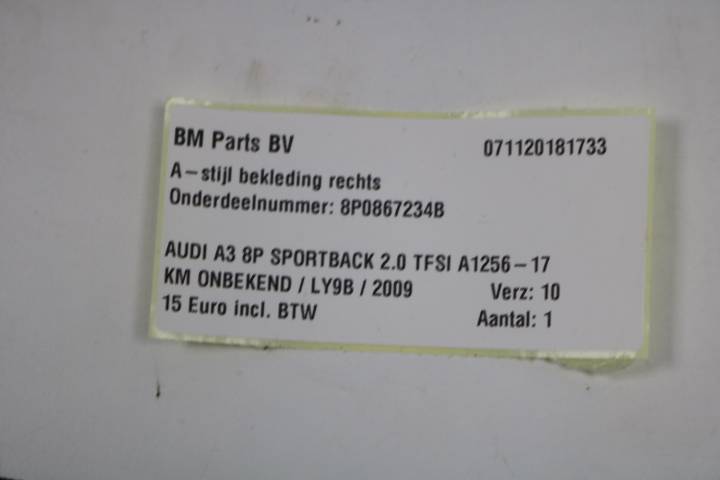 BM Parts BV 071120181733
A-stijl bekleding rechts
Onderdeelnummer: 8P0867234B
AUDI A3 8P SPORTBACK 2.0 TFSI A1256-17
KM ONBEKEND / LY9B / 2009 Verz: 10
15 Euro incl. BTW Aantal: 1